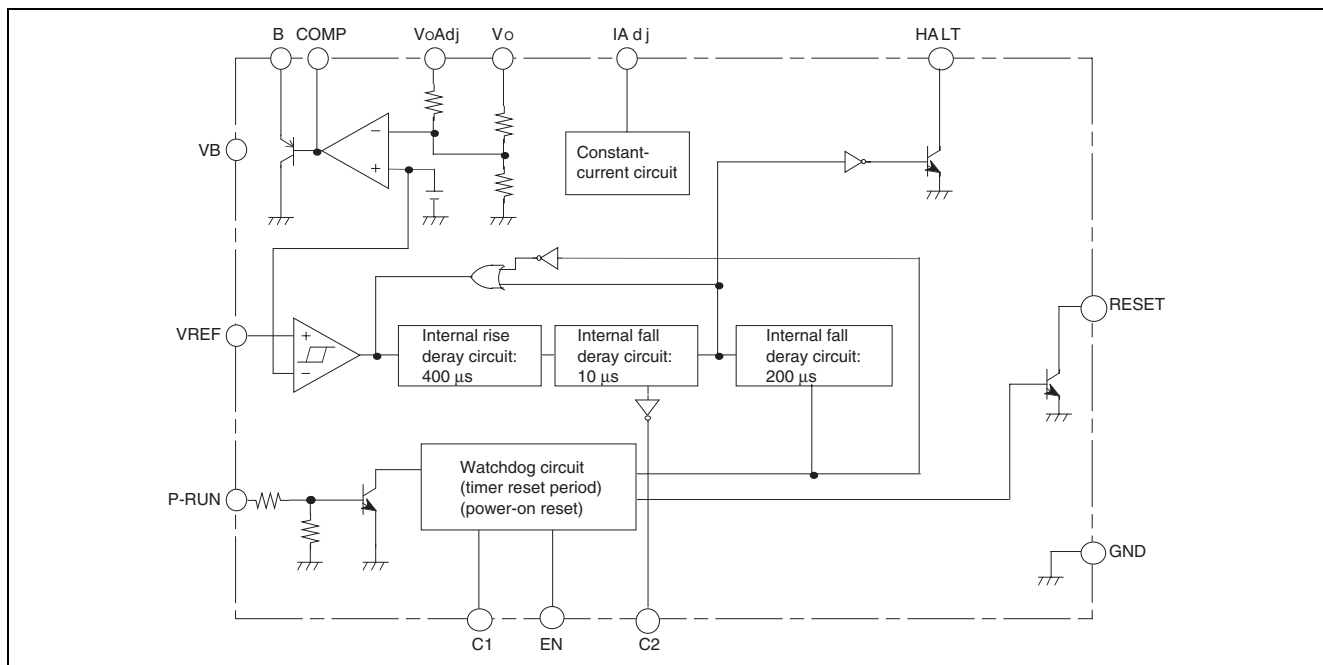 B COMP VoAdj Vo IAdj HALT
VB
−
+
Constant-
current circuit
VREF
+
−
Internal rise
deray circuit:
400 µs
Internal fall
deray circuit:
10 µs
Internal fall
deray circuit:
200 µs
RESET
P-RUN
Watchdog circuit
(timer reset period)
(power-on reset)
GND
C1 EN C2